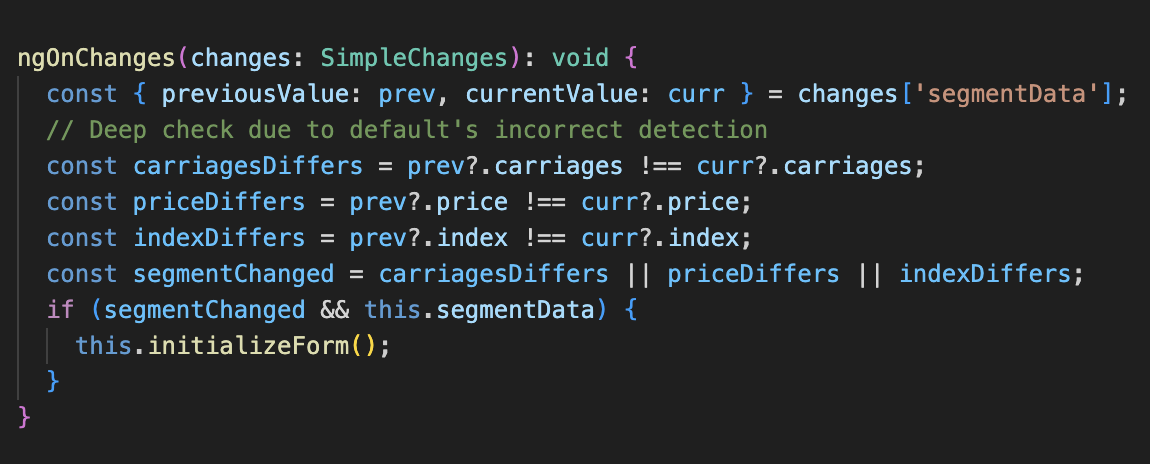 ngOnChanges(changes: SimpleChanges): void {
  const { previousValue: prev, currentValue: curr } = changes['segmentData'];
  // Deep check due to default's incorrect detection
  const carriagesDiffers = prev?.carriages !== curr?.carriages;
  const priceDiffers = prev?.price !== curr?.price;
  const indexDiffers = prev?.index !== curr?.index;
  const segmentChanged = carriagesDiffers || priceDiffers || indexDiffers;
  if (segmentChanged && this.segmentData) {
    this.initializeForm();
  }
}